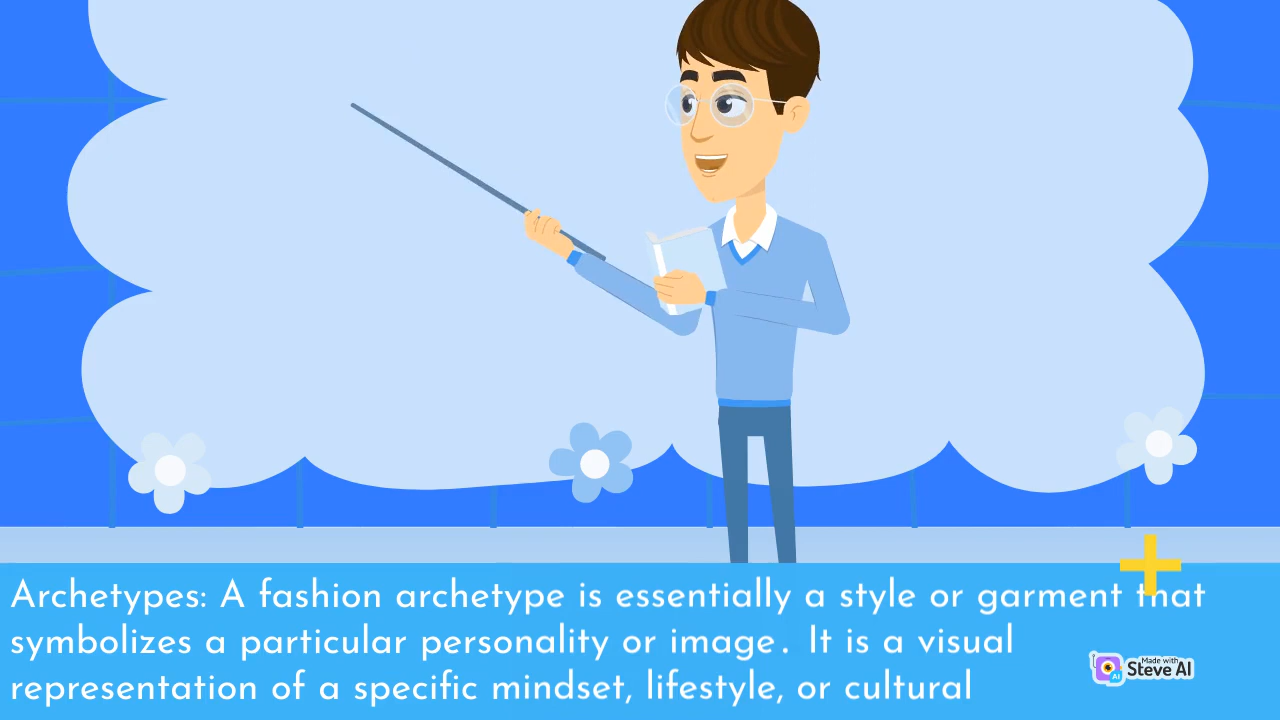 Archetypes: A fashion archetype is essentially a style or garment that
symbolizes a particular personality or image. It is a visual
representation of a specific mindset, lifestyle, or cultural
Made with
Steve AI
AI